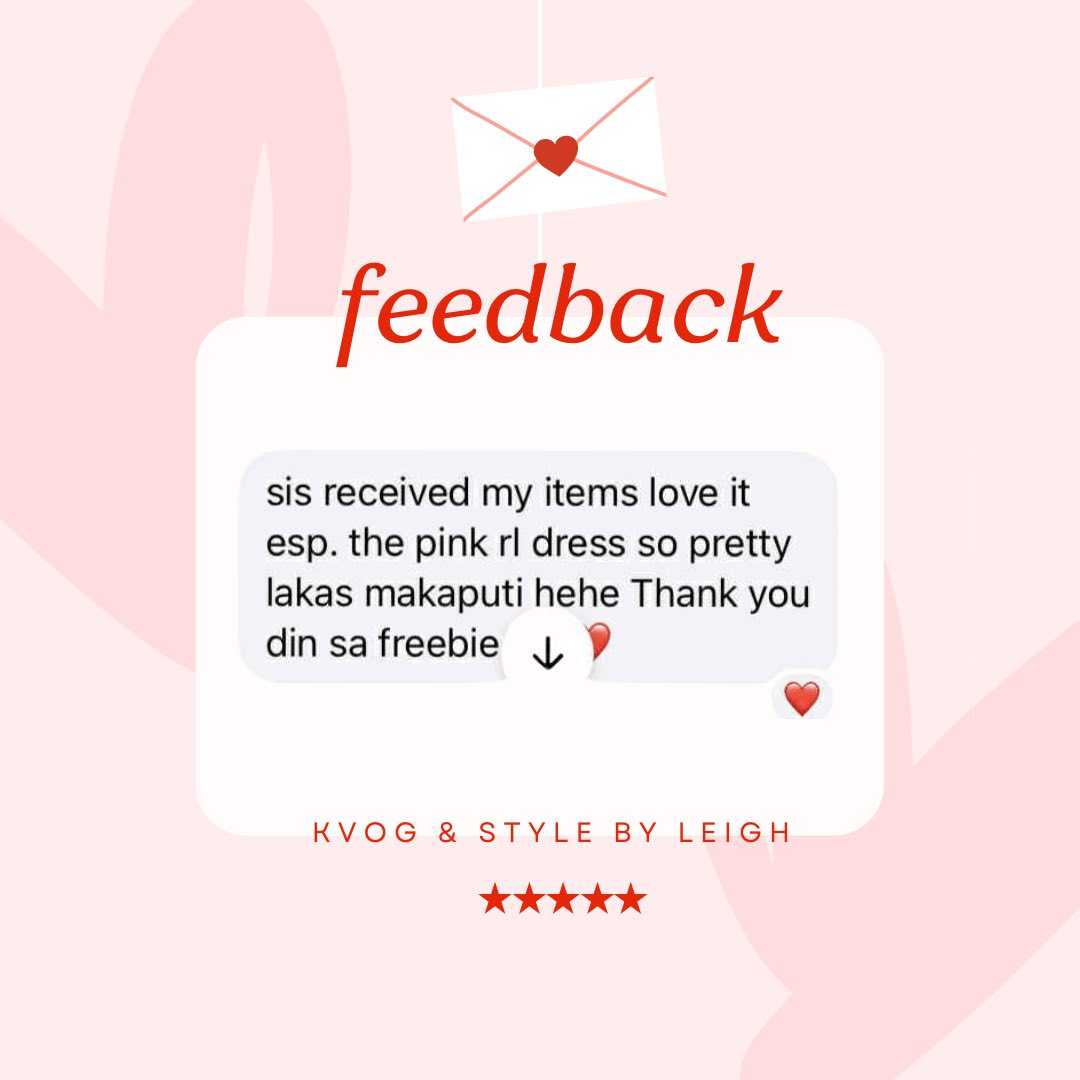 feedback
sis received my items love it
esp. the pink rl dress so pretty
lakas makaputi hehe Thank you
din sa freebie ❤️
❤️
KVOG & STYLE BY LEIGH
★★★★★